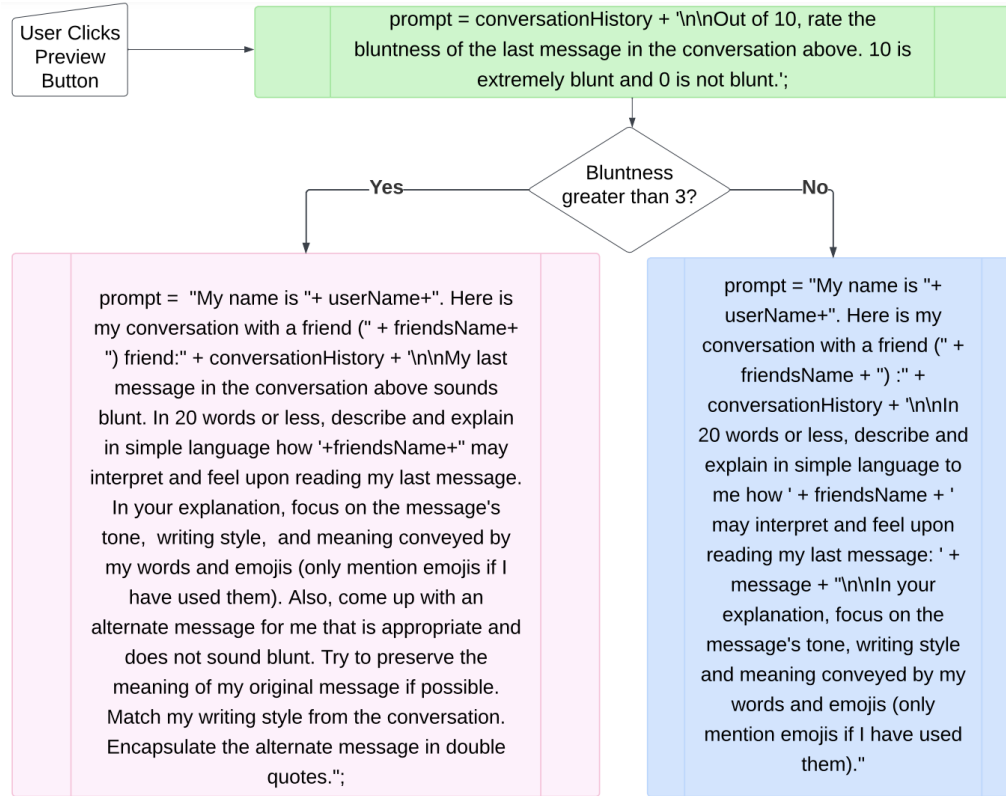 User Clicks
Preview
Button
prompt = conversationHistory + '\n\nOut of 10, rate the
bluntness of the last message in the conversation above. 10 is
extremely blunt and 0 is not blunt.';
Bluntness
greater than 3?
Yes
No
prompt =  "My name is "+ userName+". Here is
my conversation with a friend (" + friendsName+
") friend:" + conversationHistory + '\n\nMy last
message in the conversation above sounds
blunt. In 20 words or less, describe and explain
in simple language how '+friendsName+" may
interpret and feel upon reading my last message.
In your explanation, focus on the message's
tone,  writing style,  and meaning conveyed by
my words and emojis (only mention emojis if I
have used them). Also, come up with an
alternate message for me that is appropriate and
does not sound blunt. Try to preserve the
meaning of my original message if possible.
Match my writing style from the conversation.
Encapsulate the alternate message in double
quotes.";
prompt = "My name is "+
userName+". Here is my
conversation with a friend (" +
friendsName + ") :" +
conversationHistory + '\n\nIn
20 words or less, describe and
explain in simple language to
me how ' + friendsName + '
may interpret and feel upon
reading my last message: ' +
message + "\n\nIn your
explanation, focus on the
message's tone, writing style
and meaning conveyed by my
words and emojis (only
mention emojis if I have used
them)."